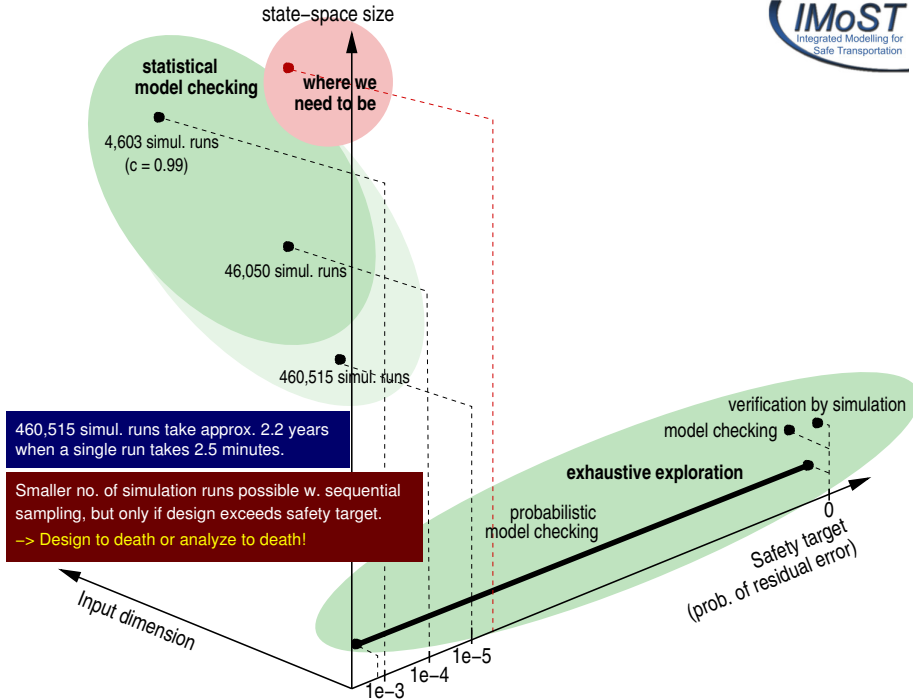 state−space size
IMoST
Integrated Modelling for
Safe Transportation
statistical
model checking
where we
need to be
4,603 simul. runs
(c = 0.99)
46,050 simul. runs
460,515 simul. runs
460,515 simul. runs take approx. 2.2 years
when a single run takes 2.5 minutes.
Smaller no. of simulation runs possible w. sequential
sampling, but only if design exceeds safety target.
−> Design to death or analyze to death!
verification by simulation
model checking
exhaustive exploration
probabilistic
model checking
0
Safety target
(prob. of residual error)
Input dimension
1e−5
1e−4
1e−3